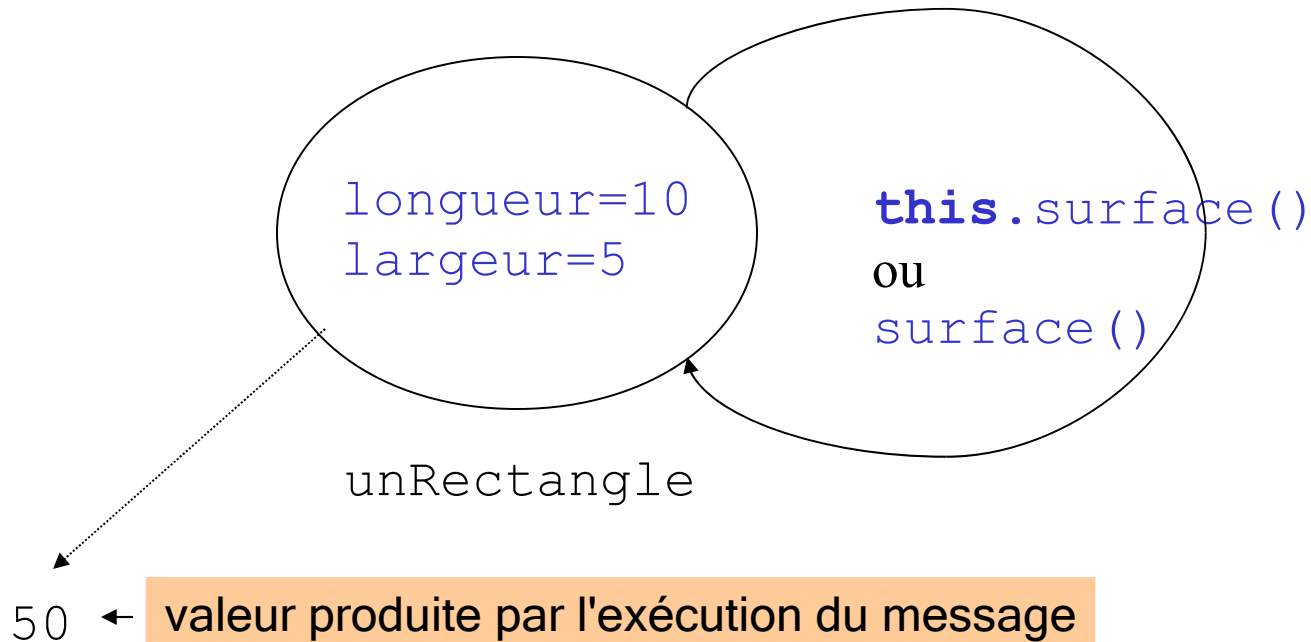 longueur=10
largeur=5
this.surface()
ou
surface()
unRectangle
50
valeur produite par l'exécution du message